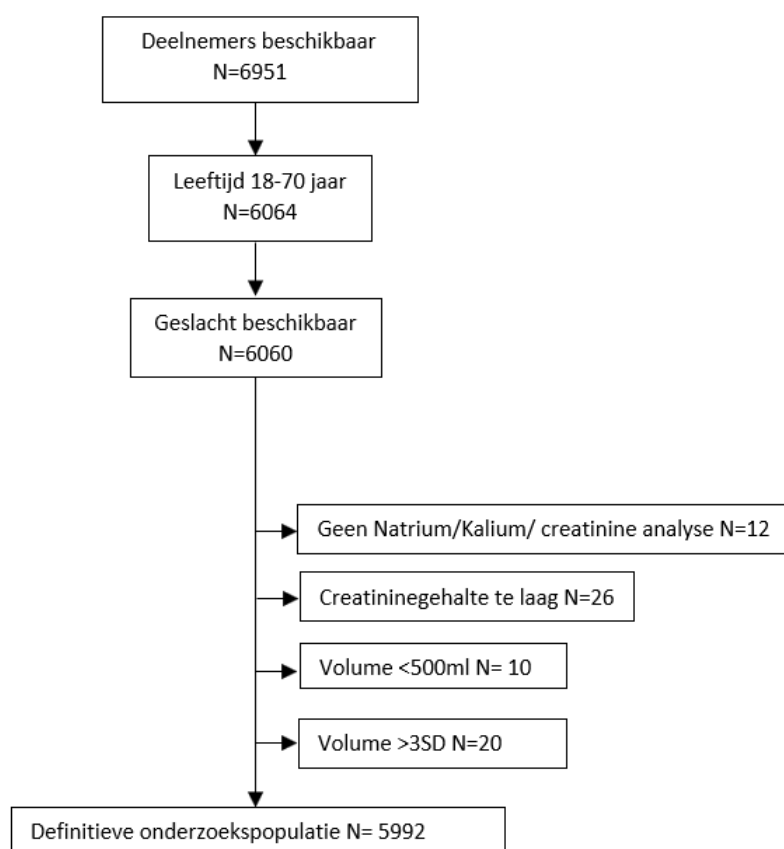 Deelnemers beschikbaar
N=6951
Leeftijd 18-70 jaar
N=6064
Geslacht beschikbaar
N=6060
Geen Natrium/Kalium/ creatinine analyse N=12
Creatininegehalte te laag N=26
Volume <500ml N= 10
Volume >3SD N=20
Definitieve onderzoekspopulatie N= 5992